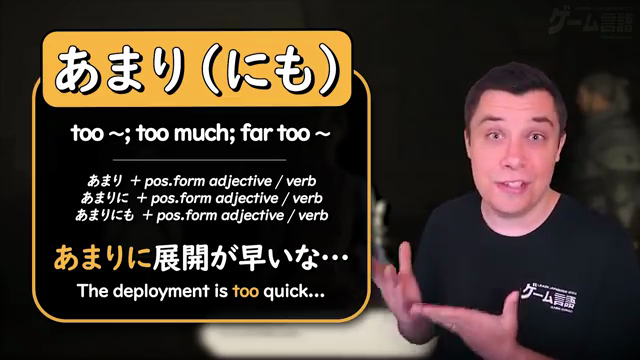 あまり(にも)
too ~; too much; far too ~
あまり + pos.form adjective / verb
あまりに + pos.form adjective / verb
あまりにも + pos.form adjective / verb
あまりに展開が早いな…
The deployment is too quick...
ゲーム言語
ゲーム言語